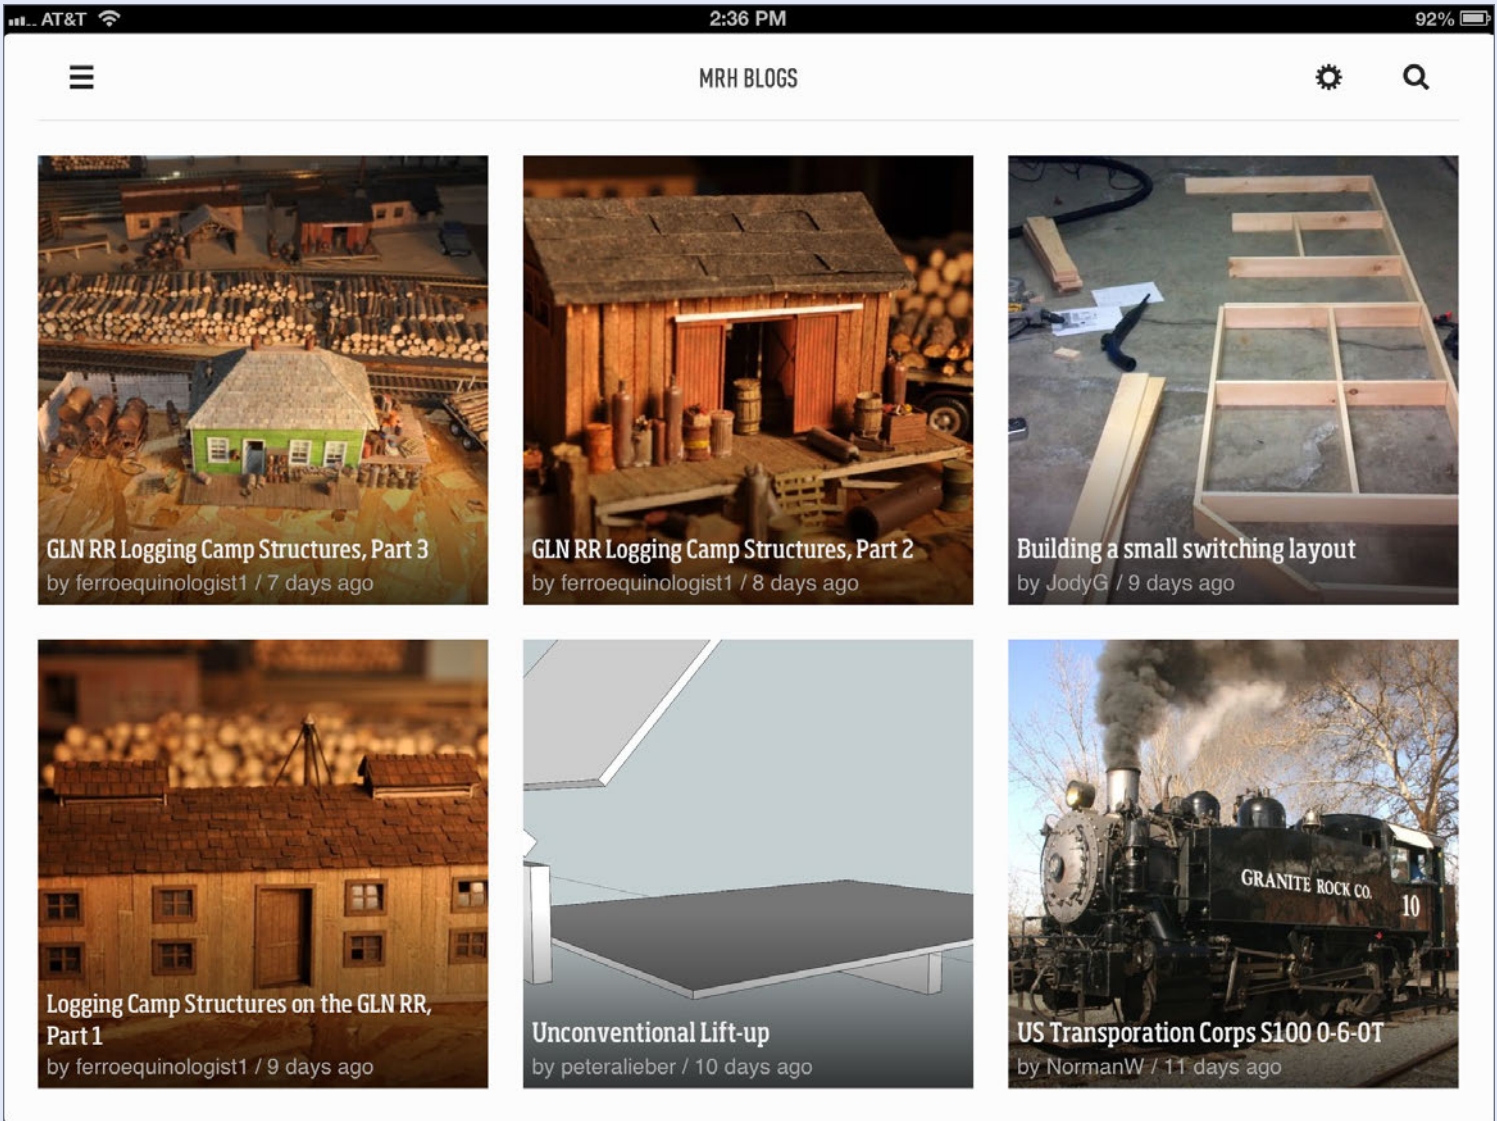 AT&T
2:36 PM
92%
MRH BLOGS
GLN RR Logging Camp Structures, Part 3
by ferroequinologist1 / 7 days ago
GLN RR Logging Camp Structures, Part 2
by ferroequinologist1 / 8 days ago
Building a small switching layout
by JodyG / 9 days ago
Logging Camp Structures on the GLN RR,
Part 1
by ferroequinologist1 / 9 days ago
Unconventional Lift-up
by peteralieber / 10 days ago
GRANITE ROCK CO.
10
US Transporation Corps S100 0-6-0T
by NormanW / 11 days ago